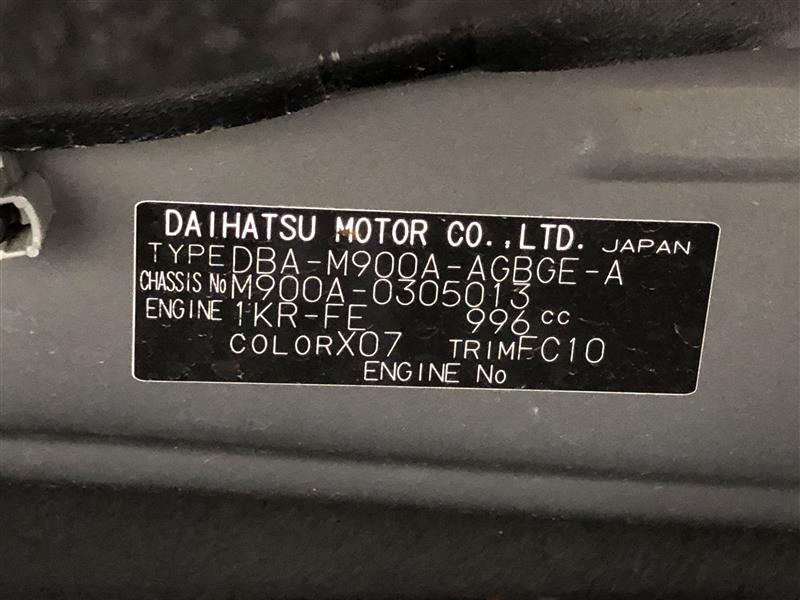 DAIHATSU MOTOR CO.,LTD. JAPAN
TYPE DBA-M900A-AGBGE-A
CHASSIS No M900A-0305013
ENGINE 1KR-FE 996 cc
COLOR X07 TRIM FC10
ENGINE No